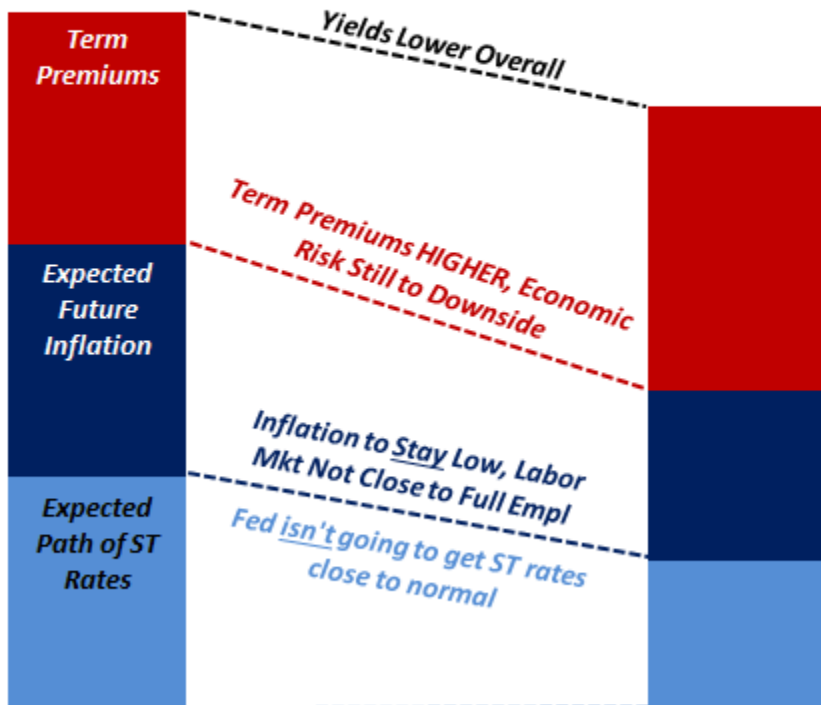 Term
Premiums
Yields Lower Overall
Term Premiums HIGHER, Economic
Risk Still to Downside
Expected
Future
Inflation
Inflation to Stay Low, Labor
Mkt Not Close to Full Empl
Expected
Path of ST
Rates
Fed isn't going to get ST rates
close to normal